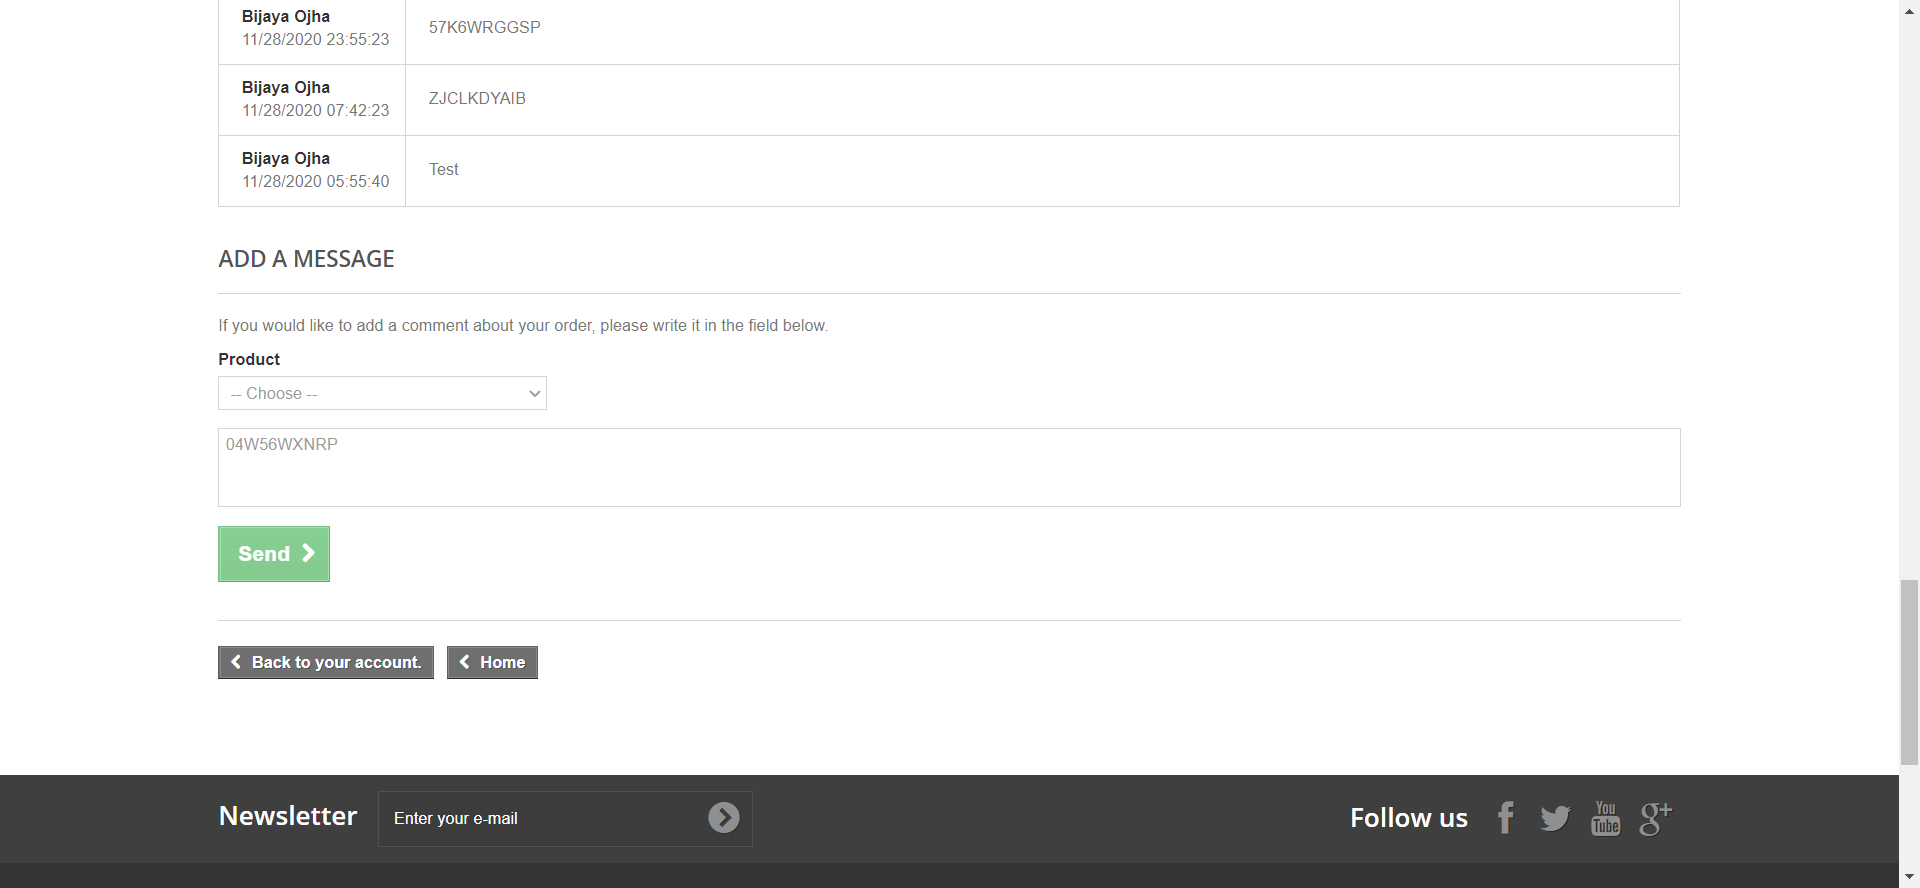 Bijaya Ojha
11/28/2020 23:55:23
57K6WRGGSP
Bijaya Ojha
11/28/2020 07:42:23
ZJCLKDYAIB
Bijaya Ojha
11/28/2020 05:55:40
Test
ADD A MESSAGE
If you would like to add a comment about your order, please write it in the field below.
Product
-- Choose --
04W56WXNRP
Send
Back to your account.
Home
Newsletter
Enter your e-mail
Follow us
You
Tube
g+